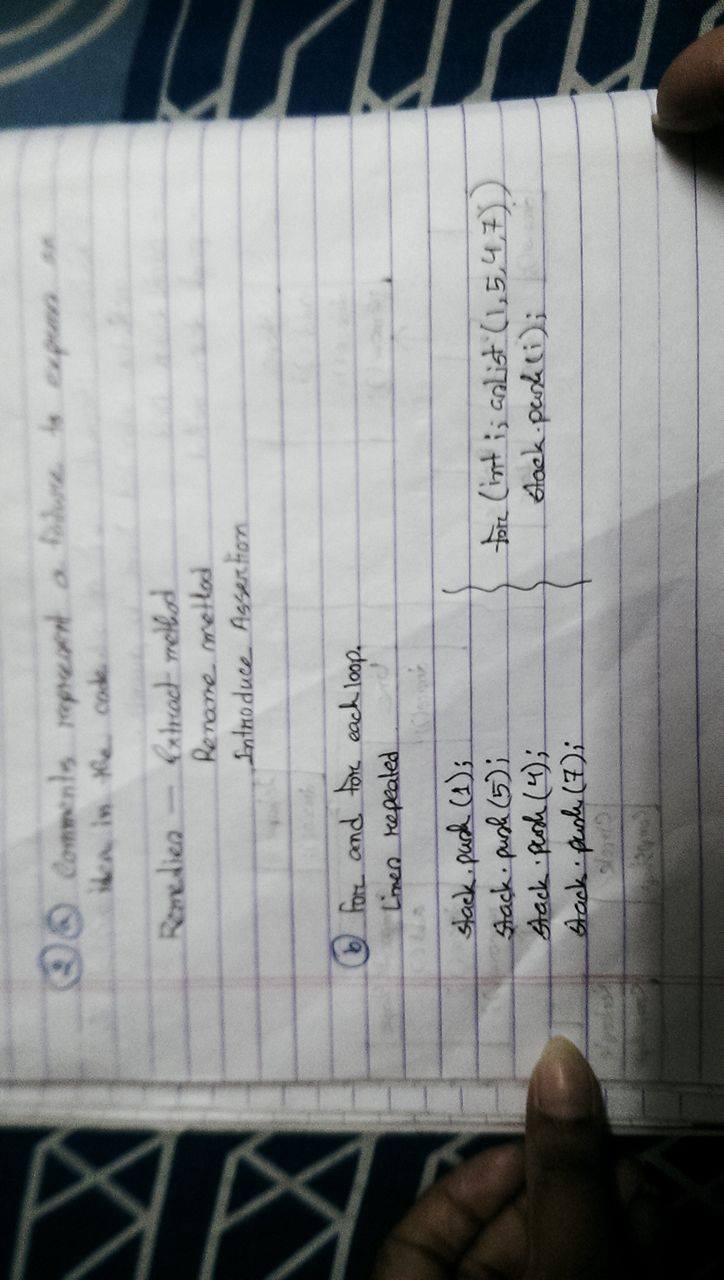 2 a Comments represent a failure to express an
idea in the code
Remedies — Extract method
Rename method
Introduce Assertion
b For and for each loop.
Lines repeated
stack.push(1);
stack.push(5);
stack.push(4);
stack.push(7);
for (int i; asList (1,5,4,7))
stack.push(i);